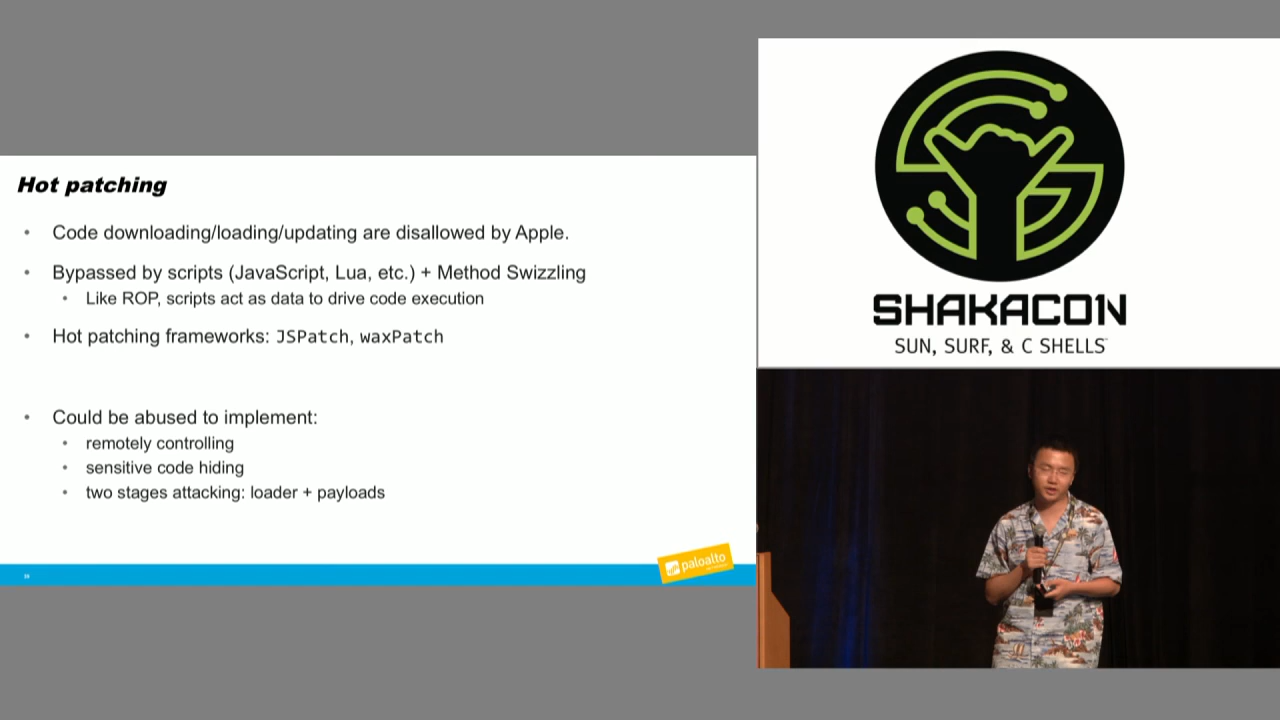 Hot patching
• Code downloading/loading/updating are disallowed by Apple.
• Bypassed by scripts (JavaScript, Lua, etc.) + Method Swizzling
• Like ROP, scripts act as data to drive code execution
• Hot patching frameworks: JSPatch, waxPatch
• Could be abused to implement:
• remotely controlling
• sensitive code hiding
• two stages attacking: loader + payloads
paloalto
SHAKACON
SUN, SURF, & C SHELLS